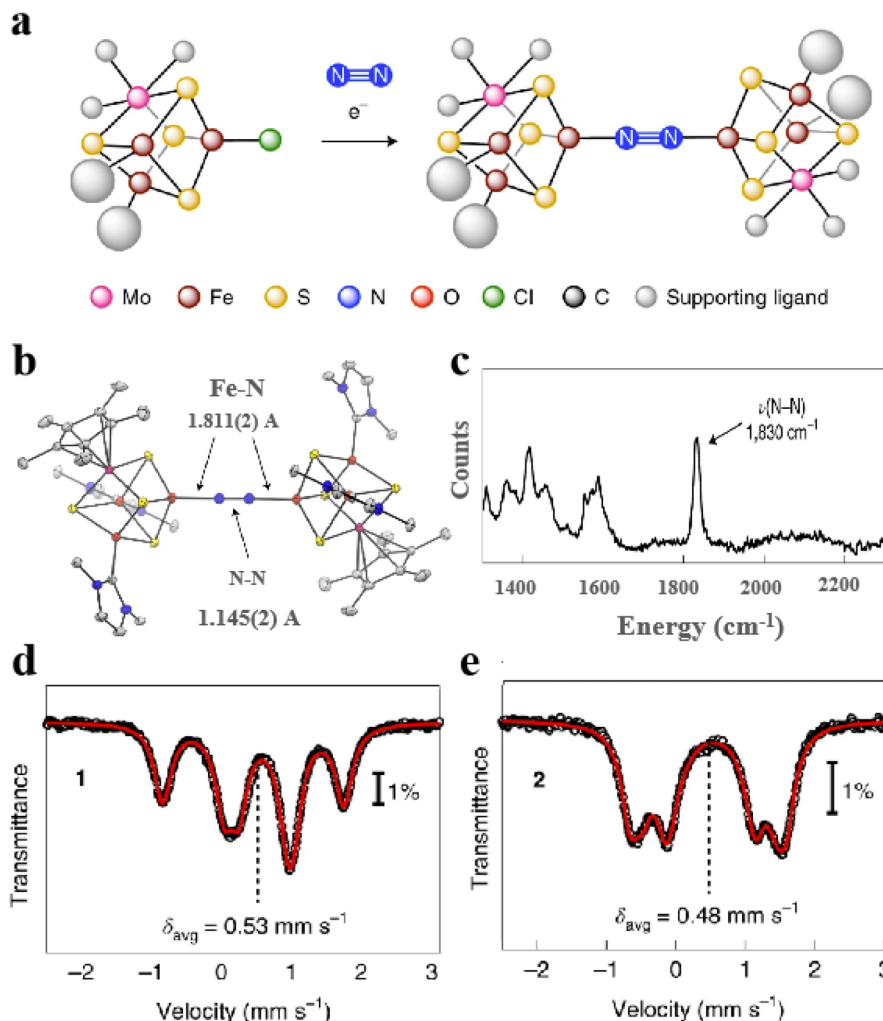 a
N≡N
e⁻
N≡N
Mo Fe S N O Cl C Supporting ligand
b
Fe-N
1.811(2) A
N-N
1.145(2) A
c
ν(N–N)
1,830 cm⁻¹
Counts
1400 1600 1800 2000 2200
Energy (cm⁻¹)
d
1
1%
Transmittance
δavg = 0.53 mm s⁻¹
−2 −1 0 1 2 3
Velocity (mm s⁻¹)
e
2
1%
Transmittance
δavg = 0.48 mm s⁻¹
−2 −1 0 1 2 3
Velocity (mm s⁻¹)